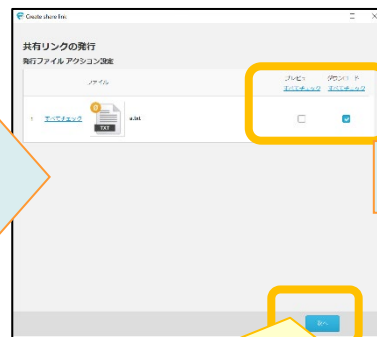 Create share link
共有リンクの発行
発行ファイル アクション設定
ファイル
プレビュー ダウンロード
すべてチェック すべてチェック
1 すべてチェック TXT a.txt
次へ